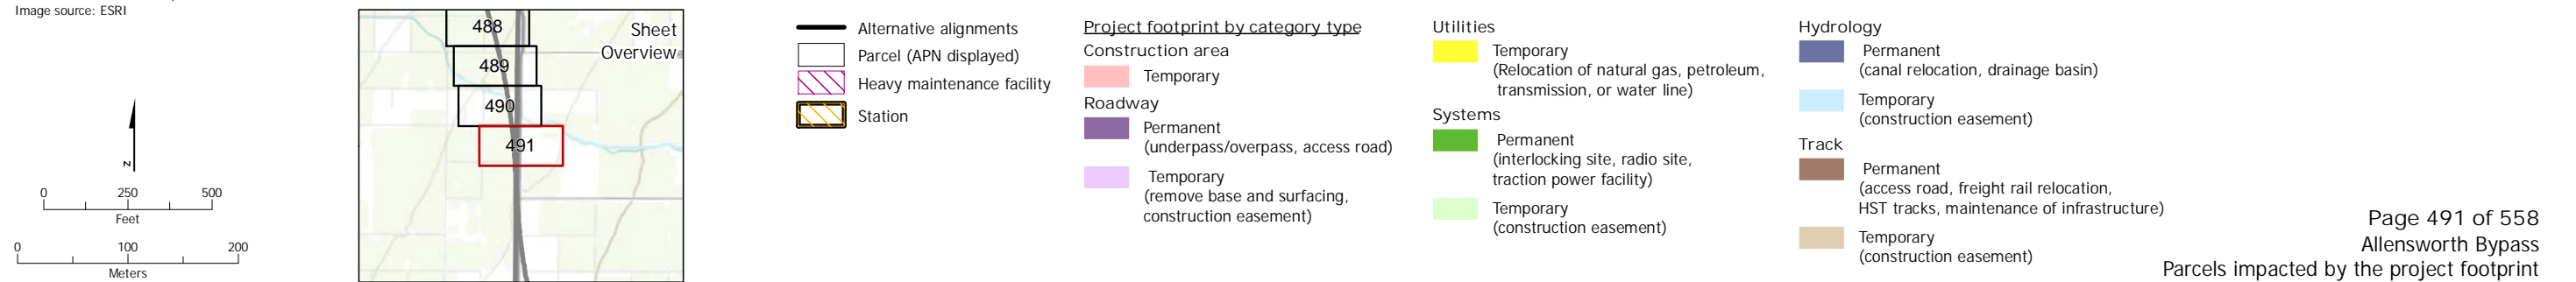 Image source: ESRI
N
0 250 500
Feet
0 100 200
Meters
Sheet
Overview
488
489
490
491
Alternative alignments
Parcel (APN displayed)
Heavy maintenance facility
Station
Project footprint by category type
Construction area
Temporary
Roadway
Permanent
(underpass/overpass, access road)
Temporary
(remove base and surfacing,
construction easement)
Utilities
Temporary
(Relocation of natural gas, petroleum,
transmission, or water line)
Systems
Permanent
(interlocking site, radio site,
traction power facility)
Temporary
(construction easement)
Hydrology
Permanent
(canal relocation, drainage basin)
Temporary
(construction easement)
Track
Permanent
(access road, freight rail relocation,
HST tracks, maintenance of infrastructure)
Temporary
(construction easement)
Page 491 of 558
Allensworth Bypass
Parcels impacted by the project footprint